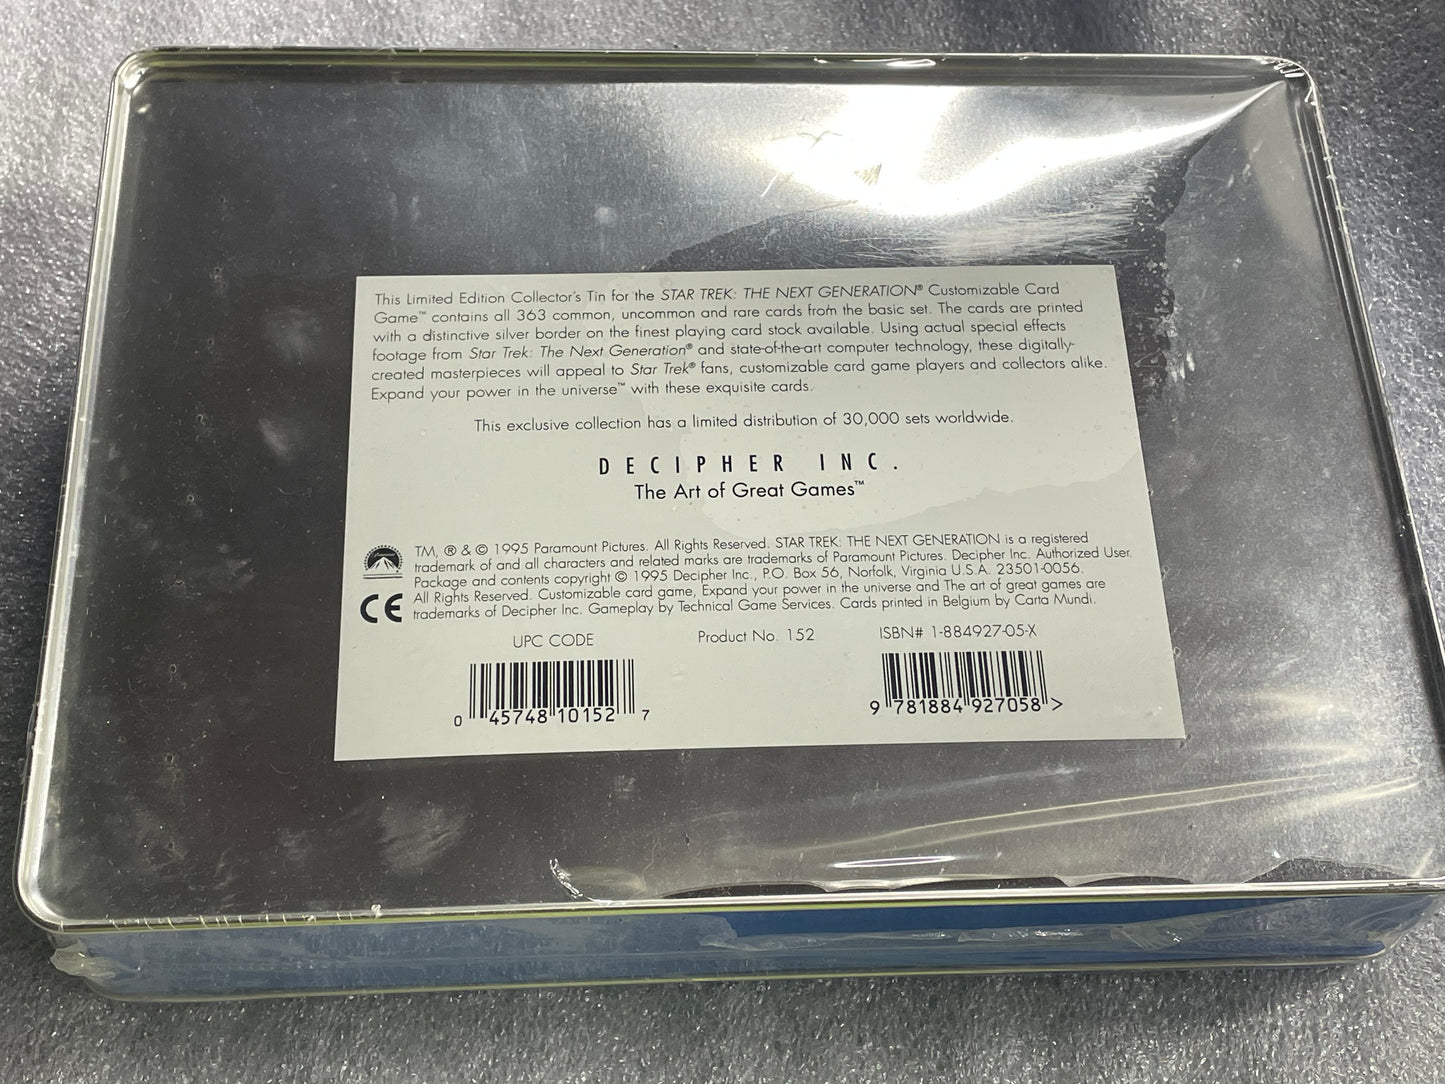 This Limited Edition Collector's Tin for the STAR TREK: THE NEXT GENERATION® Customizable Card
Game™ contains all 363 common, uncommon and rare cards from the basic set. The cards are printed
with a distinctive silver border on the finest playing card stock available. Using actual special effects
footage from Star Trek: The Next Generation® and state-of-the-art computer technology, these digitally-
created masterpieces will appeal to Star Trek® fans, customizable card game players and collectors alike.
Expand your power in the universe™ with these exquisite cards.
This exclusive collection has a limited distribution of 30,000 sets worldwide.
DECIPHER INC.
The Art of Great Games™
TM, ® & © 1995 Paramount Pictures. All Rights Reserved. STAR TREK: THE NEXT GENERATION is a registered
trademark of and all characters and related marks are trademarks of Paramount Pictures. Decipher Inc. Authorized User.
Package and contents copyright © 1995 Decipher Inc., P.O. Box 56, Norfolk, Virginia U.S.A. 23501-0056.
All Rights Reserved. Customizable card game, Expand your power in the universe and The art of great games are
trademarks of Decipher Inc. Gameplay by Technical Game Services. Cards printed in Belgium by Carta Mundi.
CE
UPC CODE Product No. 152 ISBN# 1-884927-05-X
0 45748 10152 7
9 781884 927058 >